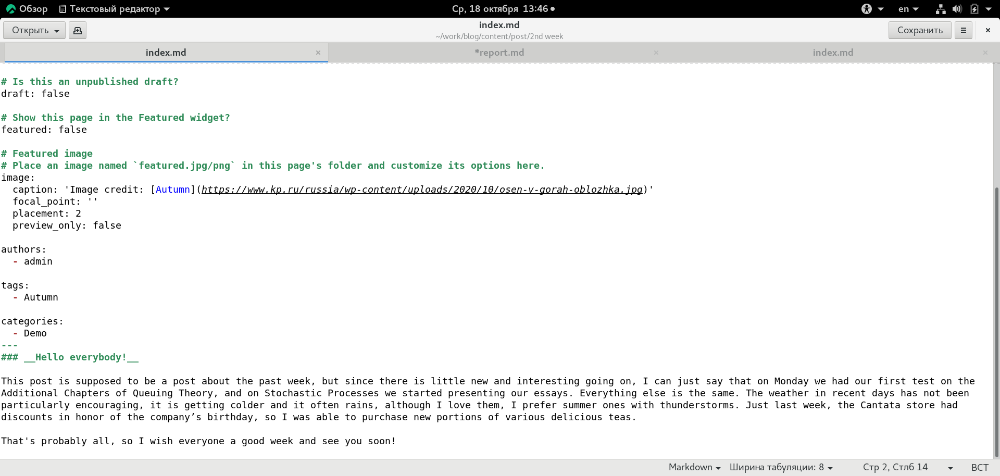 Обзор Текстовый редактор Ср, 18 октября 13:46 en
Открыть index.md Сохранить
~/work/blog/content/post/2nd week
index.md *report.md index.md
# Is this an unpublished draft?
draft: false
# Show this page in the Featured widget?
featured: false
# Featured image
# Place an image named `featured.jpg/png` in this page's folder and customize its options here.
image:
caption: 'Image credit: [Autumn](https://www.kp.ru/russia/wp-content/uploads/2020/10/osen-v-gorah-oblozhka.jpg)'
focal_point: ''
placement: 2
preview_only: false
authors:
- admin
tags:
- Autumn
categories:
- Demo
---
### __Hello everybody!__
This post is supposed to be a post about the past week, but since there is little new and interesting going on, I can just say that on Monday we had our first test on the
Additional Chapters of Queuing Theory, and on Stochastic Processes we started presenting our essays. Everything else is the same. The weather in recent days has not been
particularly encouraging, it is getting colder and it often rains, although I love them, I prefer summer ones with thunderstorms. Just last week, the Cantata store had
discounts in honor of the company’s birthday, so I was able to purchase new portions of various delicious teas.
That's probably all, so I wish everyone a good week and see you soon!
Markdown Ширина табуляции: 8 Стр 2, Стлб 14 ВСТ